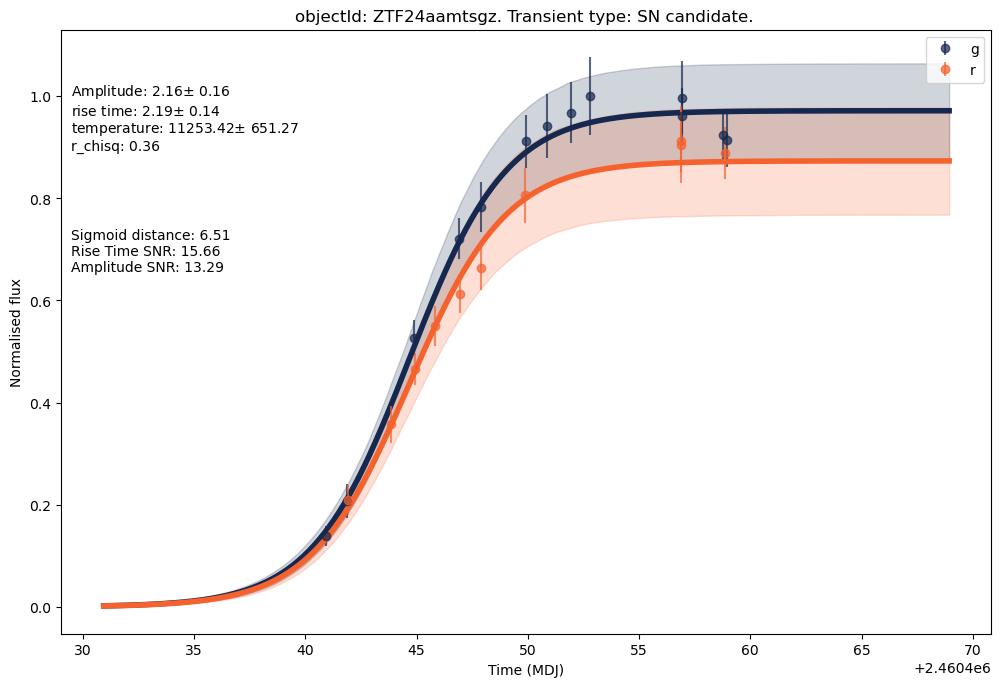 objectId: ZTF24aamtsgz. Transient type: SN candidate.
g
r
Amplitude: 2.16± 0.16
rise time: 2.19± 0.14
temperature: 11253.42± 651.27
r_chisq: 0.36
Sigmoid distance: 6.51
Rise Time SNR: 15.66
Amplitude SNR: 13.29
Normalised flux
1.0
0.8
0.6
0.4
0.2
0.0
30 35 40 45 50 55 60 65 70
Time (MDJ)
+2.4604e6